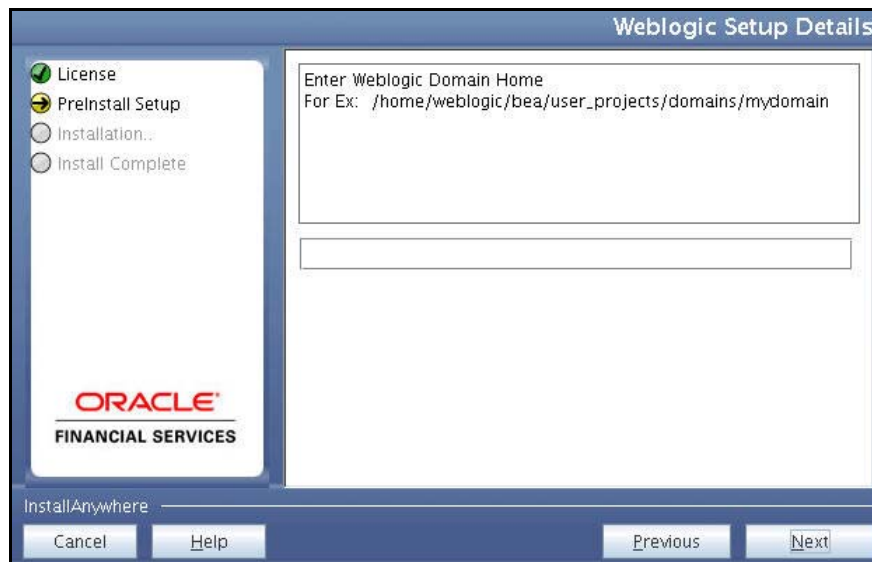 Weblogic Setup Details
License
PreInstall Setup
Installation..
Install Complete
Enter Weblogic Domain Home
For Ex: /home/weblogic/bea/user_projects/domains/mydomain
ORACLE
FINANCIAL SERVICES
InstallAnywhere
Cancel Help Previous Next